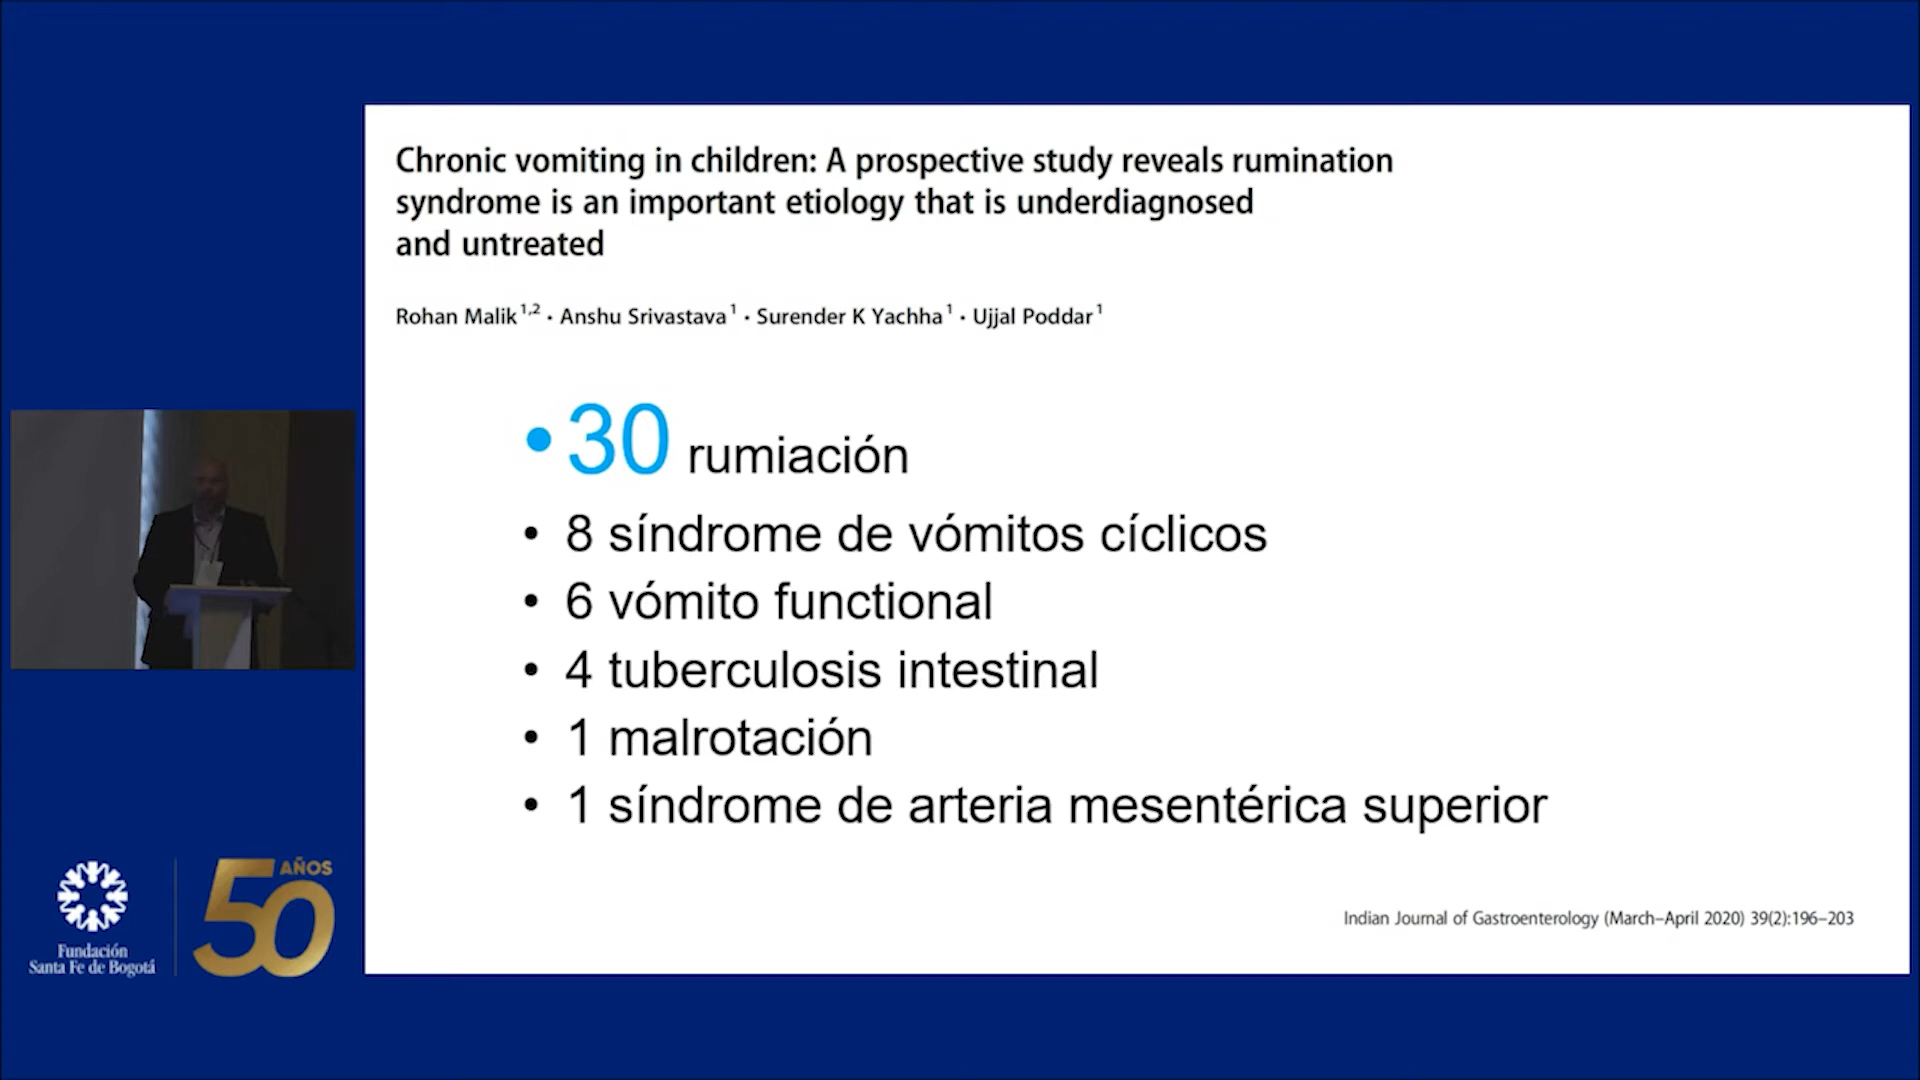 Chronic vomiting in children: A prospective study reveals rumination
syndrome is an important etiology that is underdiagnosed
and untreated
Rohan Malik 1,2 · Anshu Srivastava 1 · Surender K Yachha 1 · Ujjal Poddar 1
• 30 rumiación
• 8 síndrome de vómitos cíclicos
• 6 vómito functional
• 4 tuberculosis intestinal
• 1 malrotación
• 1 síndrome de arteria mesentérica superior
Indian Journal of Gastroenterology (March–April 2020) 39(2):196–203
Fundación
Santa Fe de Bogotá
50 AÑOS